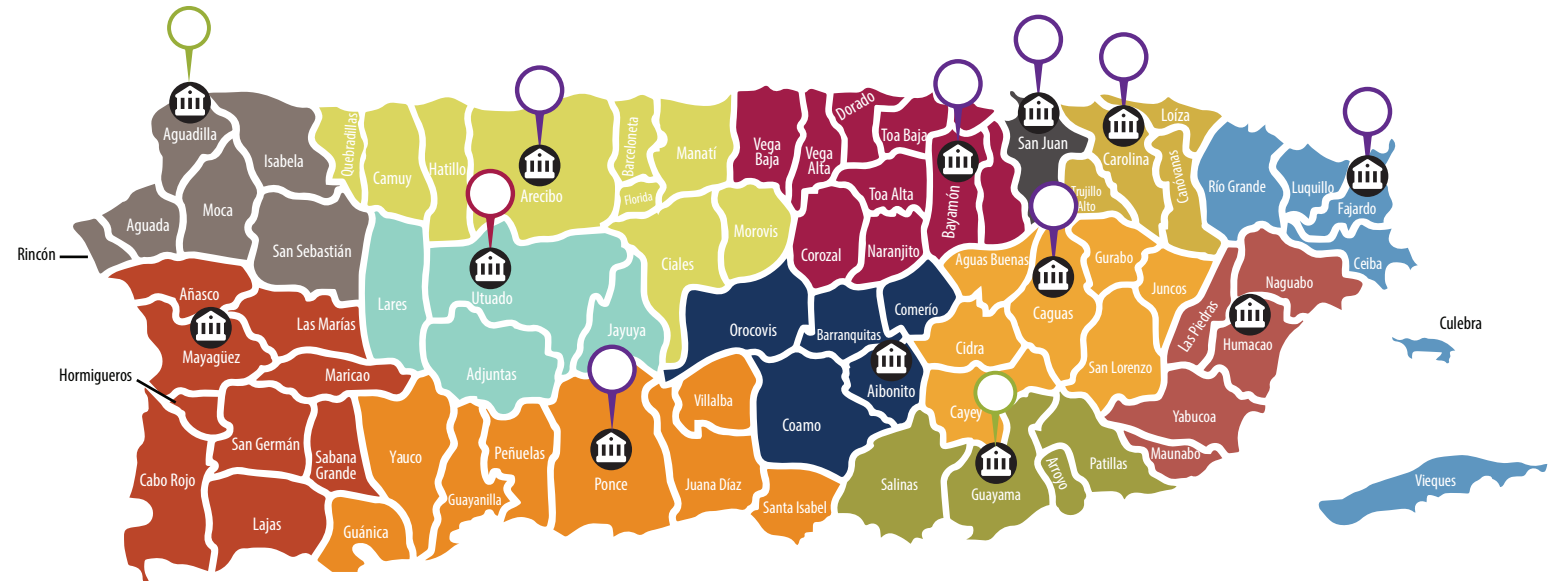 Aguadilla
Isabela
Quebradillas
Camuy
Hatillo
Arecibo
Barceloneta
Florida
Manatí
Vega
Baja
Vega
Alta
Dorado
Toa Baja
Toa Alta
Bayamón
San Juan
Carolina
Trujillo
Alto
Loíza
Canóvanas
Río Grande
Luquillo
Fajardo
Ceiba
Rincón
Aguada
Moca
San Sebastián
Lares
Utuado
Ciales
Morovis
Corozal
Naranjito
Aguas Buenas
Gurabo
Juncos
Caguas
Las Piedras
Naguabo
Humacao
Culebra
Añasco
Las Marías
Mayagüez
Hormigueros
Maricao
Adjuntas
Jayuya
Orocovis
Barranquitas
Comerío
Aibonito
Cidra
Cayey
San Lorenzo
Yabucoa
Maunabo
Cabo Rojo
San Germán
Sabana
Grande
Lajas
Yauco
Guánica
Guayanilla
Peñuelas
Ponce
Villalba
Juana Díaz
Coamo
Santa Isabel
Salinas
Guayama
Arroyo
Patillas
Vieques